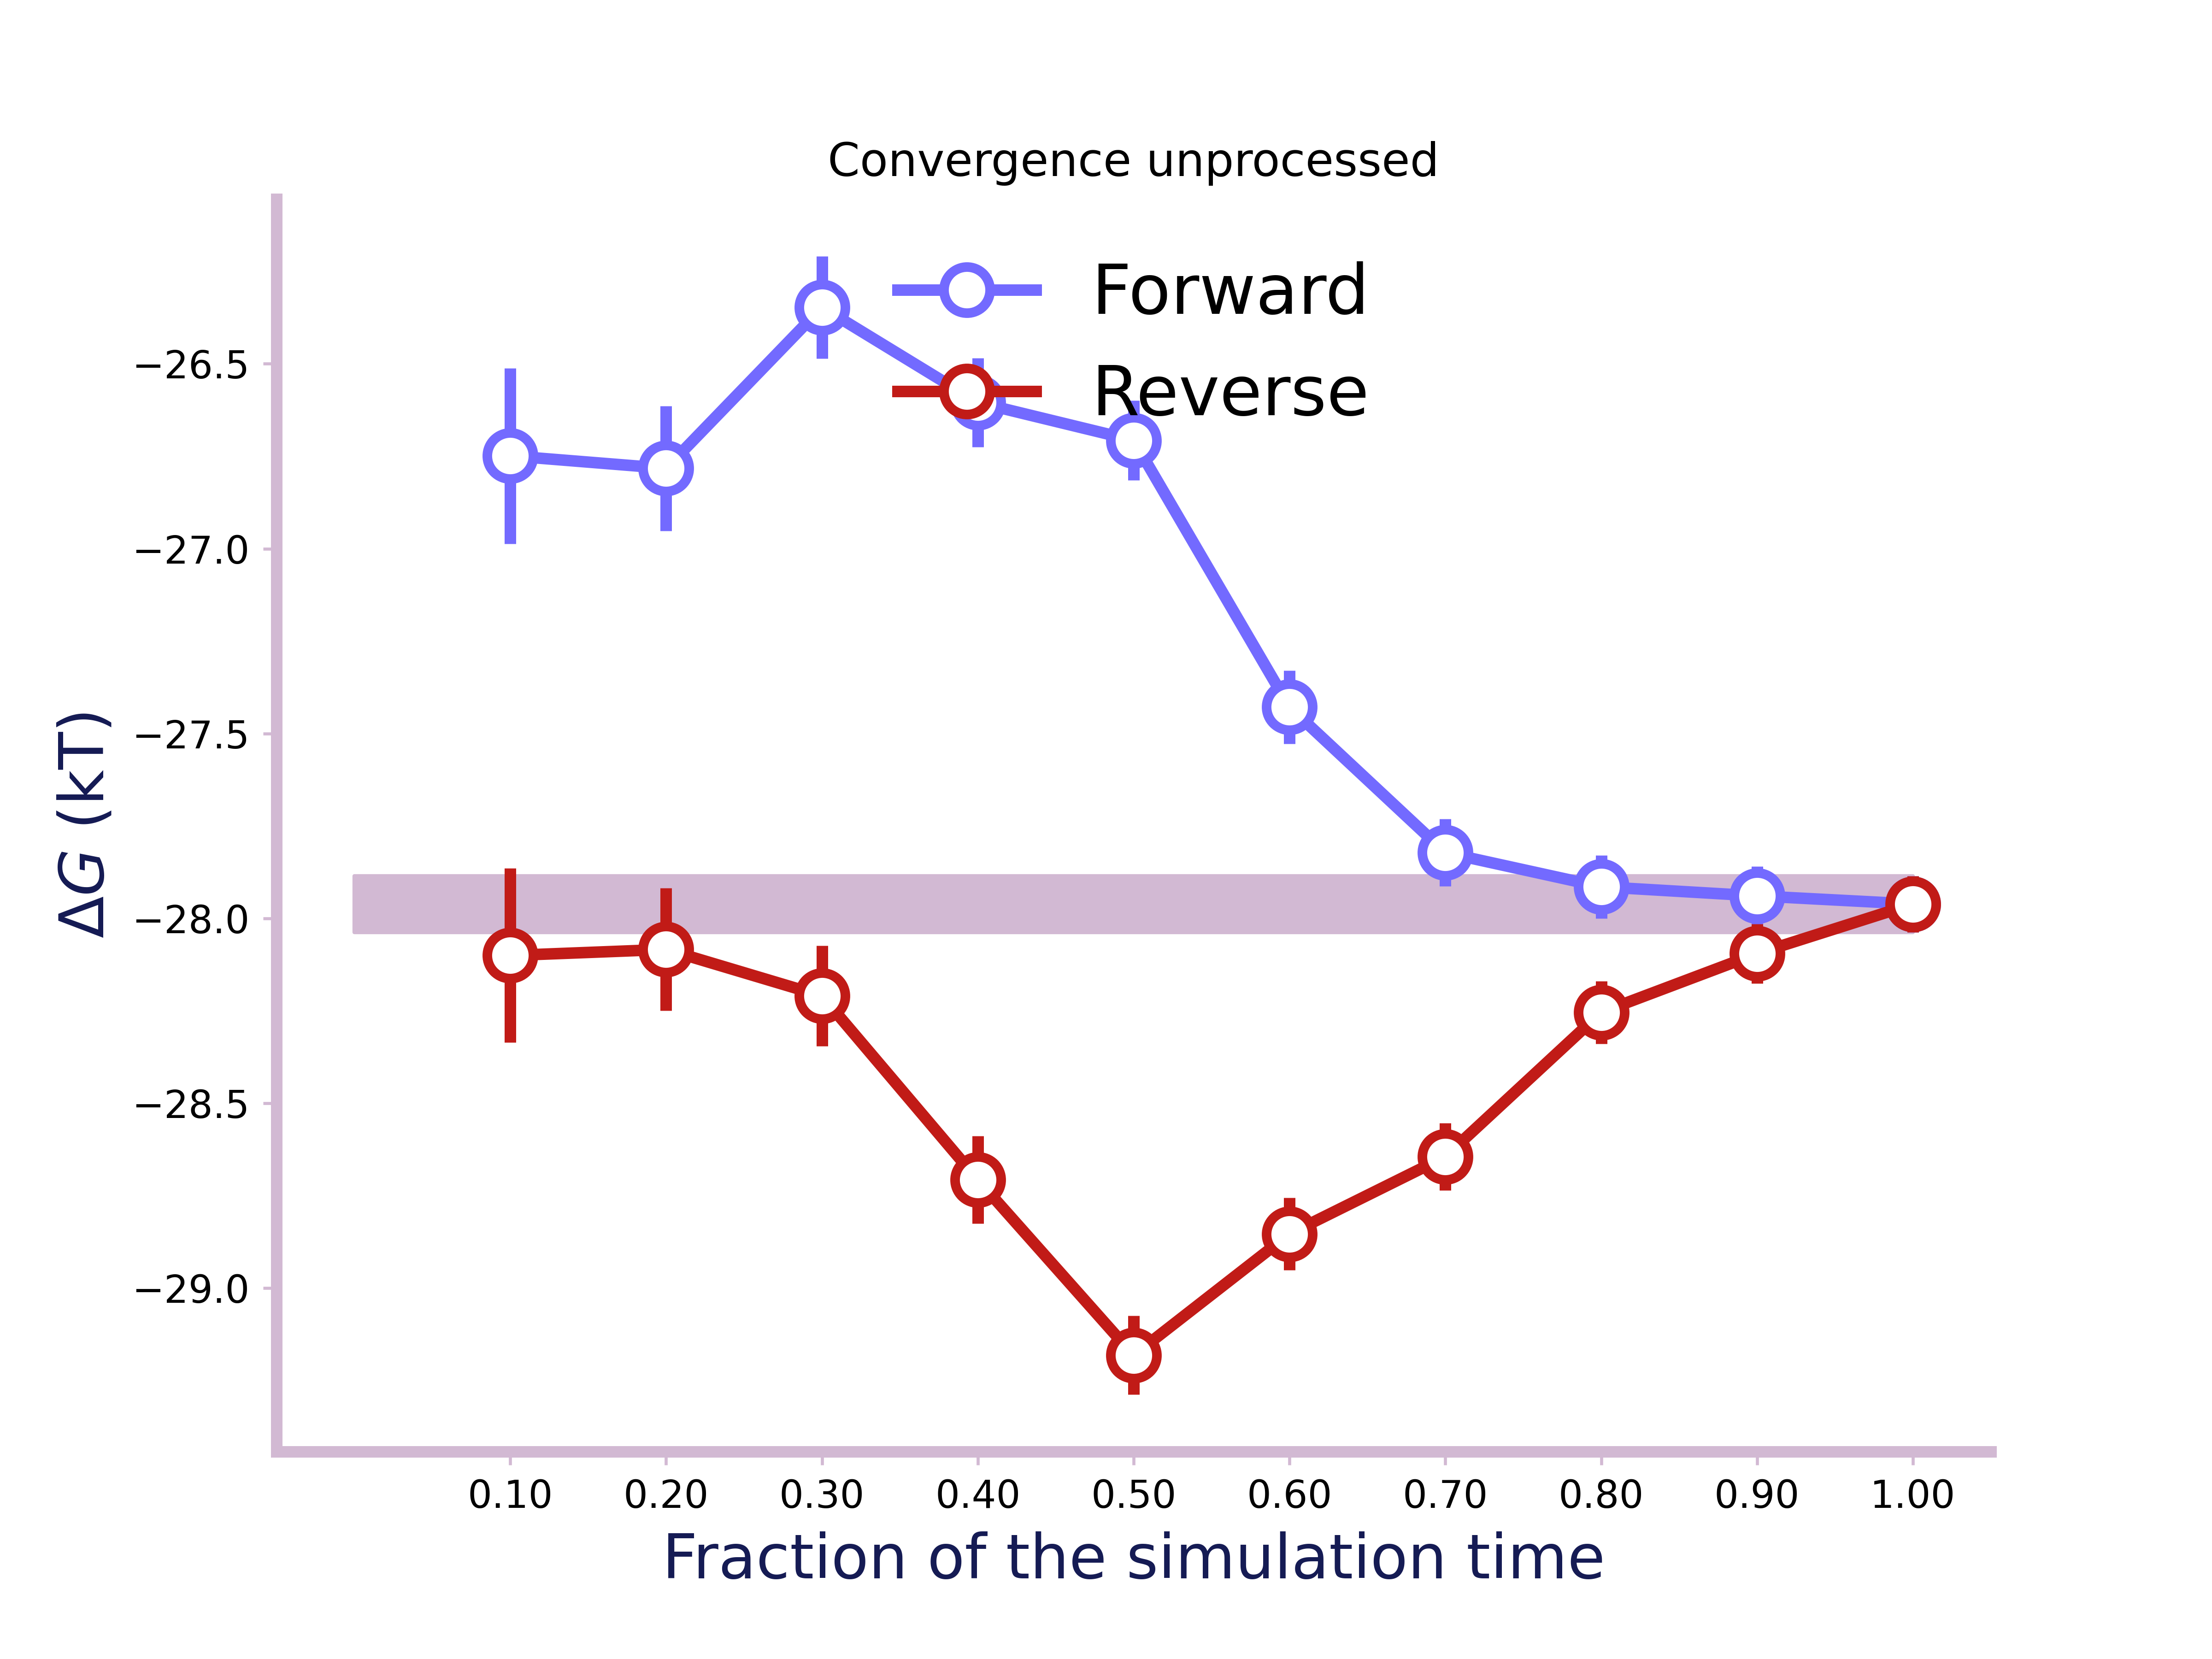 Convergence unprocessed
Forward
Reverse
ΔG (kT)
−26.5
−27.0
−27.5
−28.0
−28.5
−29.0
0.10 0.20 0.30 0.40 0.50 0.60 0.70 0.80 0.90 1.00
Fraction of the simulation time